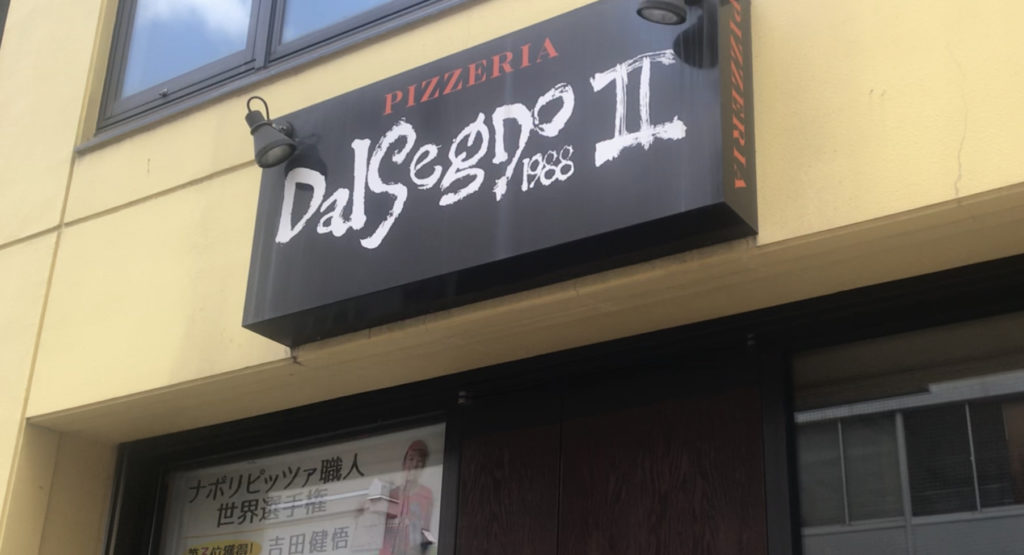 PIZZERIA
DalSegno II
1988
PIZZERIA
ナポリピッツァ職人
世界選手権
吉田健悟